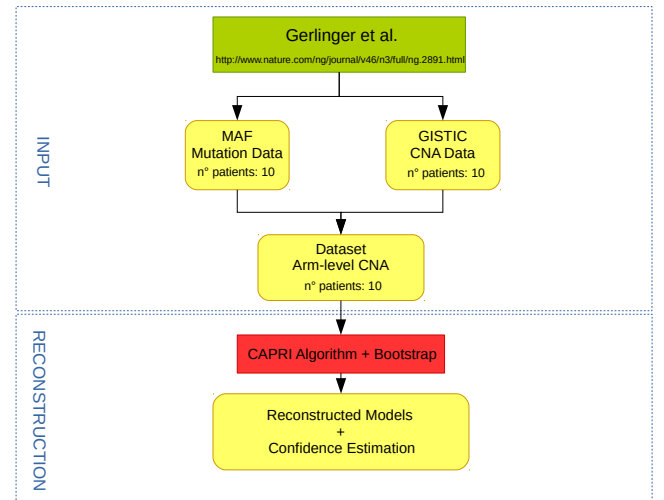 Gerlinger et al.
http://www.nature.com/ng/journal/v46/n3/full/ng.2891.html
INPUT
MAF
Mutation Data
n° patients: 10
GISTIC
CNA Data
n° patients: 10
Dataset
Arm-level CNA
n° patients: 10
RECONSTRUCTION
CAPRI Algorithm + Bootstrap
Reconstructed Models
+
Confidence Estimation